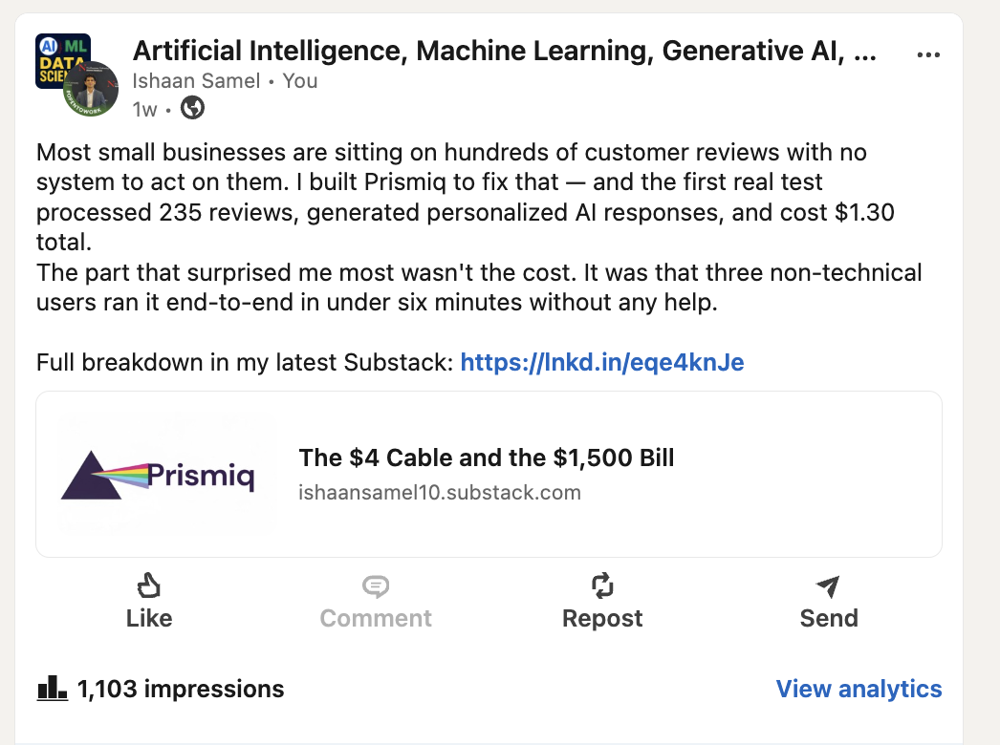 AI ML
DATA
SCIEN
#OPENTOWORK
Artificial Intelligence, Machine Learning, Generative AI, ...
Ishaan Samel • You
1w •
Most small businesses are sitting on hundreds of customer reviews with no
system to act on them. I built Prismiq to fix that — and the first real test
processed 235 reviews, generated personalized AI responses, and cost $1.30
total.
The part that surprised me most wasn't the cost. It was that three non-technical
users ran it end-to-end in under six minutes without any help.
Full breakdown in my latest Substack: https://lnkd.in/eqe4knJe
Prismiq
The $4 Cable and the $1,500 Bill
ishaansamel10.substack.com
Like
Comment
Repost
Send
1,103 impressions
View analytics